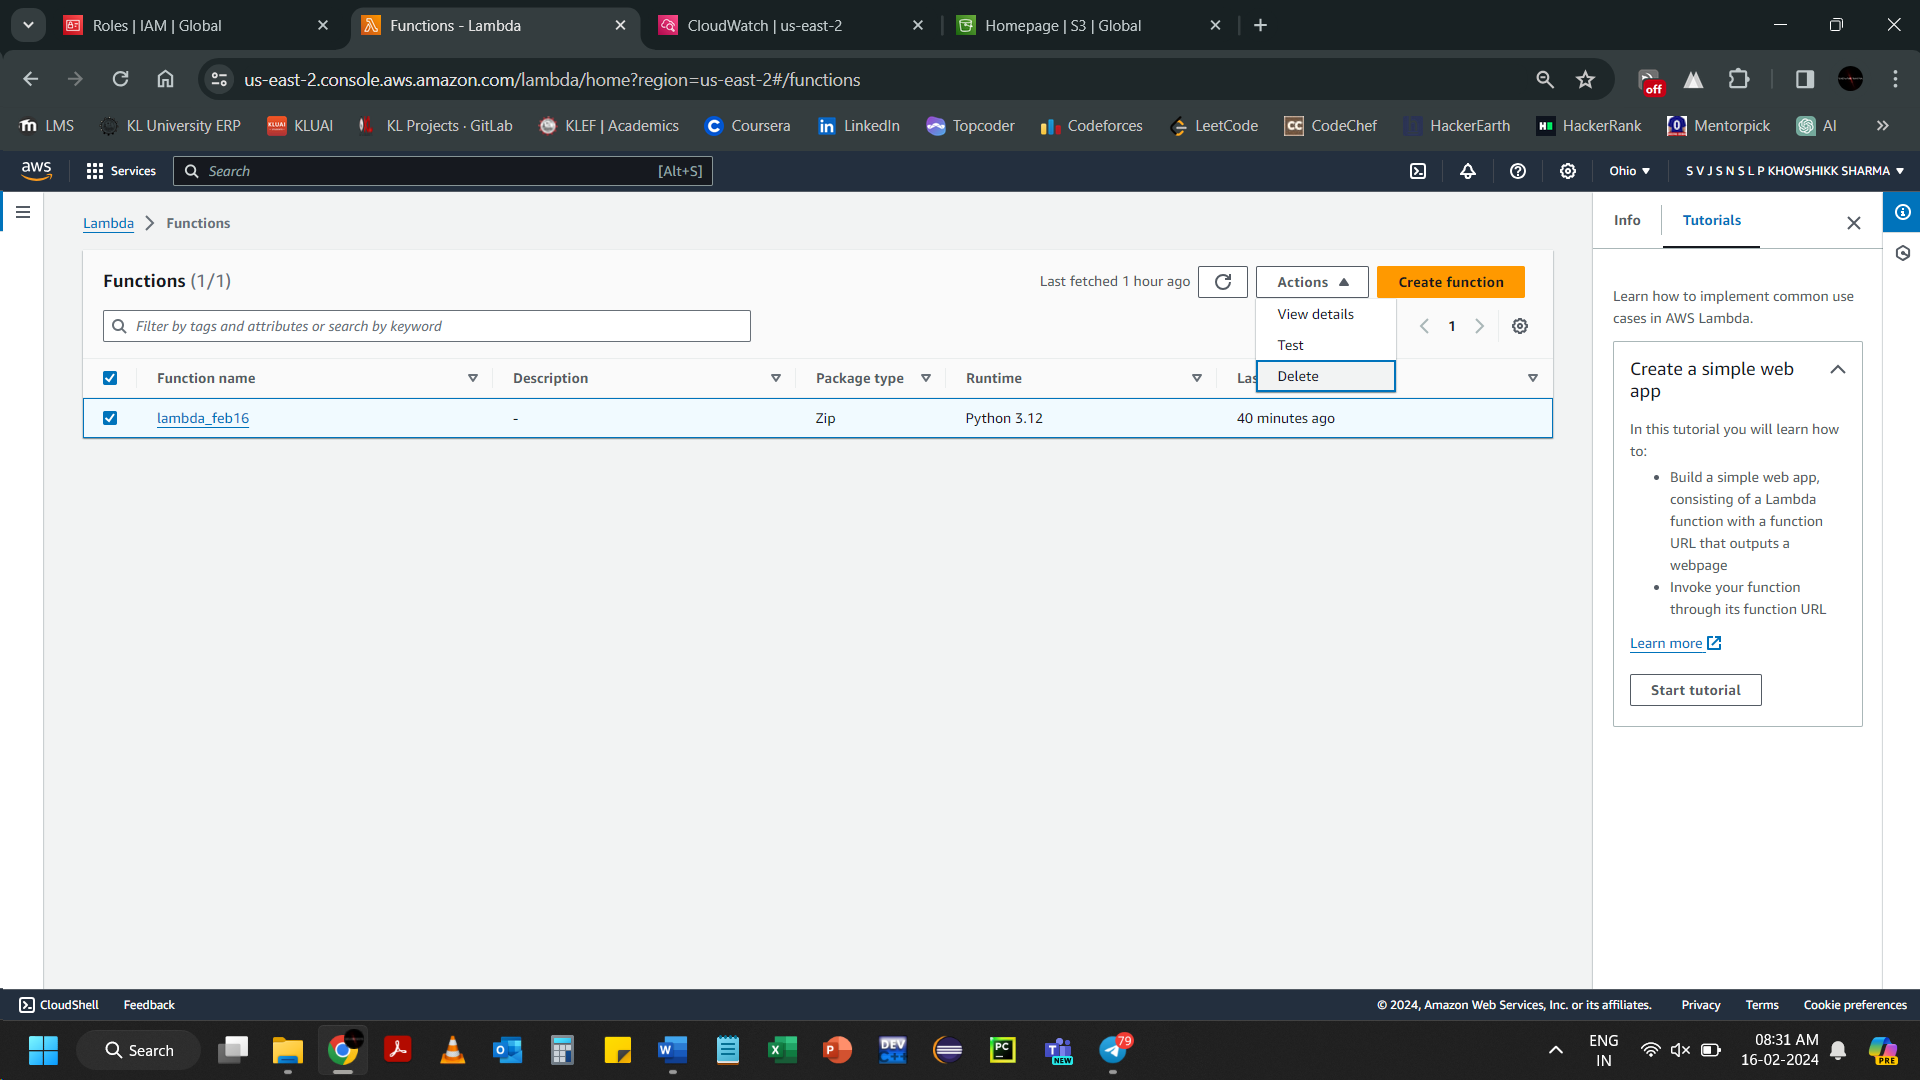 Roles | IAM | Global
Functions - Lambda
CloudWatch | us-east-2
Homepage | S3 | Global
us-east-2.console.aws.amazon.com/lambda/home?region=us-east-2#/functions
off
LMS
KL University ERP
KLUAI
KLUAI
KL Projects · GitLab
KLEF | Academics
Coursera
LinkedIn
Topcoder
Codeforces
LeetCode
CC
CodeChef
HackerEarth
HackerRank
Mentorpick
AI
aws
Services
Search
[Alt+S]
Ohio
S V J S N S L P KHOWSHIKK SHARMA
Lambda
Functions
Info
Tutorials
Functions (1/1)
Last fetched 1 hour ago
Actions
Create function
Filter by tags and attributes or search by keyword
View details
Test
Delete
1
Function name
Description
Package type
Runtime
Las
lambda_feb16
-
Zip
Python 3.12
40 minutes ago
Learn how to implement common use
cases in AWS Lambda.
Create a simple web
app
In this tutorial you will learn how
to:
• Build a simple web app,
consisting of a Lambda
function with a function
URL that outputs a
webpage
• Invoke your function
through its function URL
Learn more
Start tutorial
CloudShell
Feedback
© 2024, Amazon Web Services, Inc. or its affiliates.
Privacy
Terms
Cookie preferences
Search
DEV
PC
NEW
79
ENG
IN
08:31 AM
16-02-2024
PRE